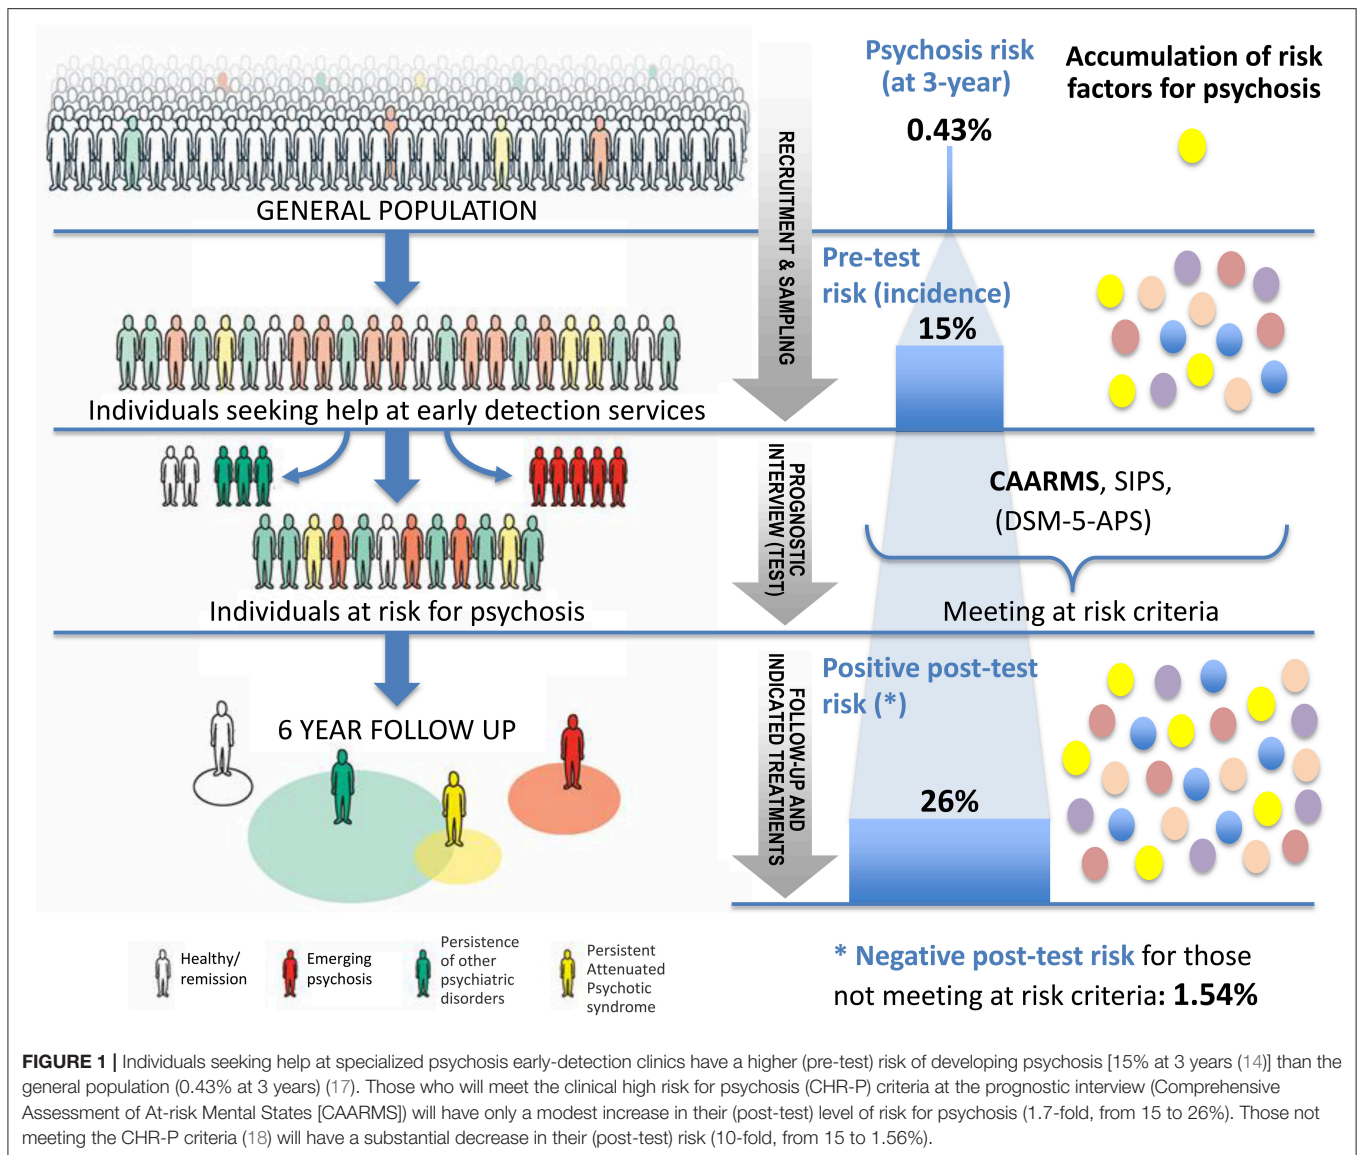 GENERAL POPULATION
Individuals seeking help at early detection services
Individuals at risk for psychosis
6 YEAR FOLLOW UP
Healthy/
remission
Emerging
psychosis
Persistence
of other
psychiatric
disorders
Persistent
Attenuated
Psychotic
syndrome
RECRUITMENT & SAMPLING
PROGNOSTIC
INTERVIEW (TEST)
FOLLOW-UP AND
INDICATED TREATMENTS
Psychosis risk
(at 3-year)
0.43%
Accumulation of risk
factors for psychosis
Pre-test
risk (incidence)
15%
CAARMS, SIPS,
(DSM-5-APS)
Meeting at risk criteria
Positive post-test
risk (*)
26%
* Negative post-test risk for those
not meeting at risk criteria: 1.54%
FIGURE 1 | Individuals seeking help at specialized psychosis early-detection clinics have a higher (pre-test) risk of developing psychosis [15% at 3 years (14)] than the
general population (0.43% at 3 years) (17). Those who will meet the clinical high risk for psychosis (CHR-P) criteria at the prognostic interview (Comprehensive
Assessment of At-risk Mental States [CAARMS]) will have only a modest increase in their (post-test) level of risk for psychosis (1.7-fold, from 15 to 26%). Those not
meeting the CHR-P criteria (18) will have a substantial decrease in their (post-test) risk (10-fold, from 15 to 1.56%).